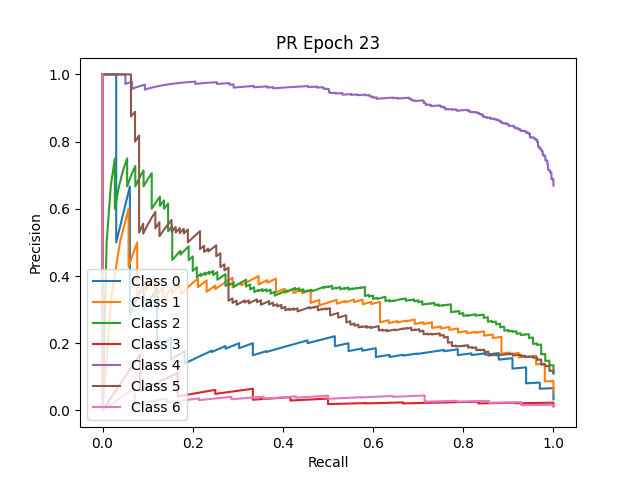 PR Epoch 23
1.0
0.8
0.6
0.4
0.2
0.0
Precision
Class 0
Class 1
Class 2
Class 3
Class 4
Class 5
Class 6
0.0 0.2 0.4 0.6 0.8 1.0
Recall